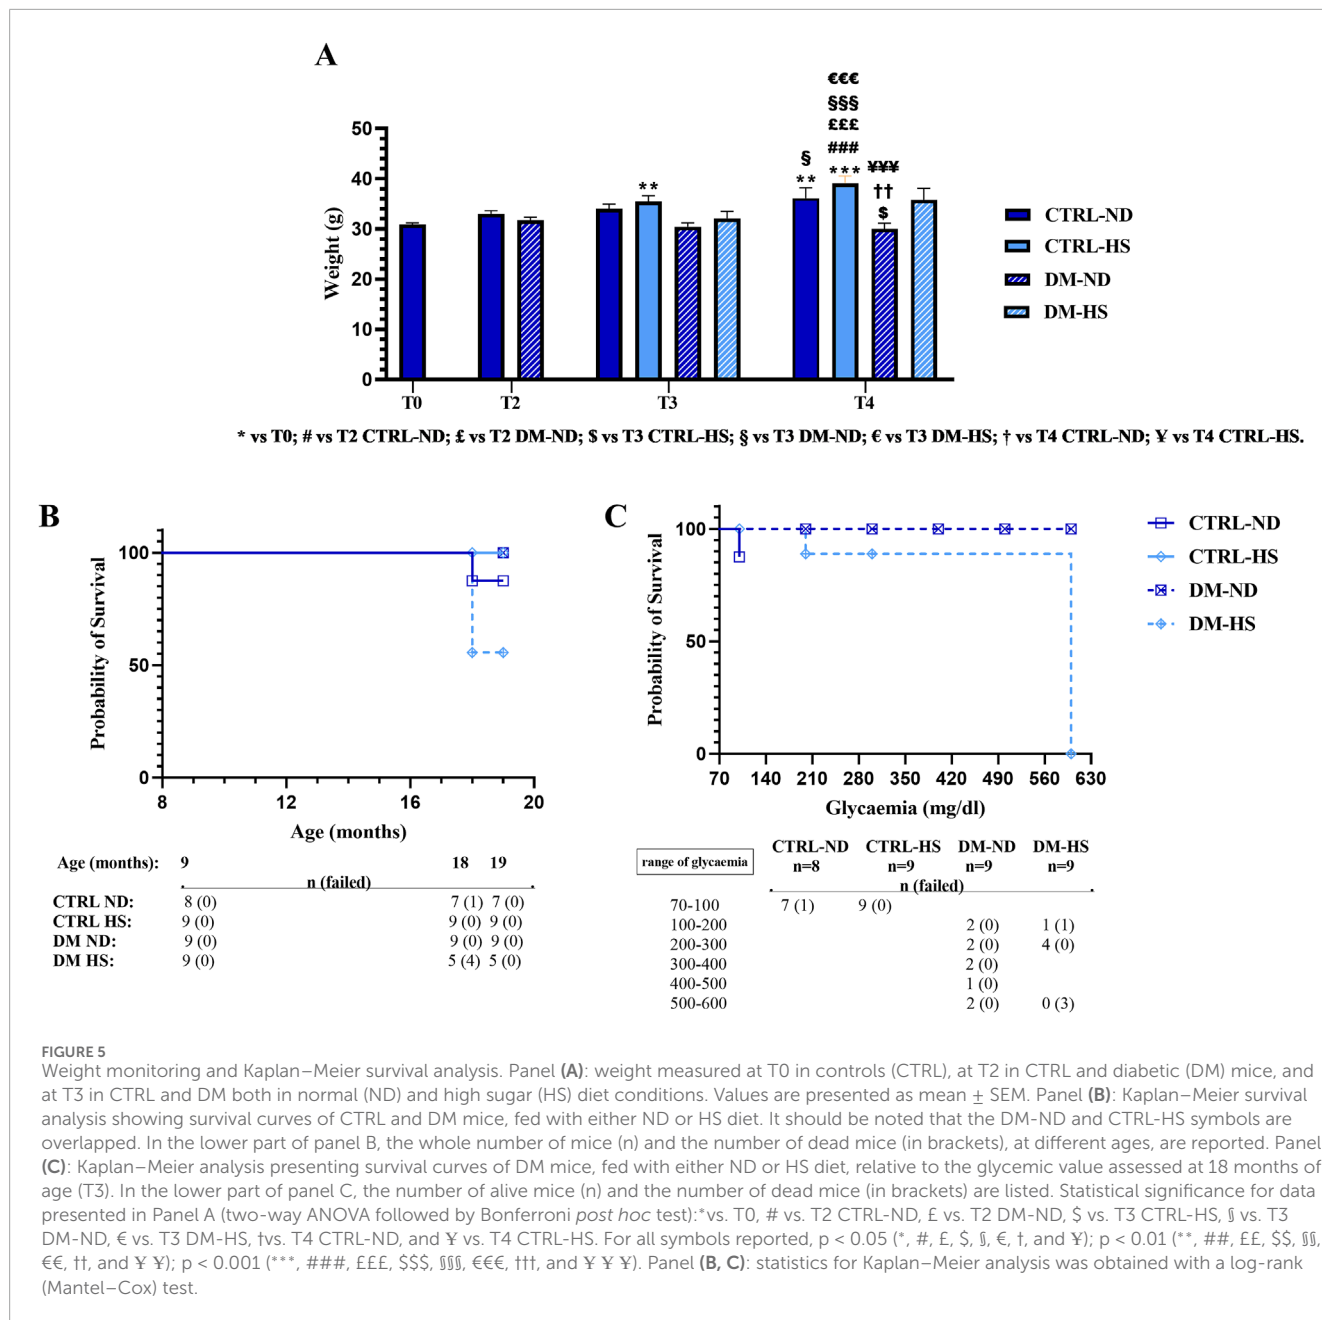 A
€€€
§§§
£££
###
***
§
**
**
¥¥¥
††
$
50
40
30
20
10
0
Weight (g)
T0
T2
T3
T4
CTRL-ND
CTRL-HS
DM-ND
DM-HS
* vs T0; # vs T2 CTRL-ND; £ vs T2 DM-ND; $ vs T3 CTRL-HS; § vs T3 DM-ND; € vs T3 DM-HS; † vs T4 CTRL-ND; ¥ vs T4 CTRL-HS.
B
Probability of Survival
100
50
0
8 12 16 20
Age (months)
Age (months): 9 18 19
n (failed)
CTRL ND: 8 (0) 7 (1) 7 (0)
CTRL HS: 9 (0) 9 (0) 9 (0)
DM ND: 9 (0) 9 (0) 9 (0)
DM HS: 9 (0) 5 (4) 5 (0)
C
Probability of Survival
100
50
0
70 140 210 280 350 420 490 560 630
Glycaemia (mg/dl)
CTRL-ND
CTRL-HS
DM-ND
DM-HS
range of glycaemia
CTRL-ND CTRL-HS DM-ND DM-HS
n=8 n=9 n=9 n=9
n (failed)
70-100 7 (1) 9 (0)
100-200 2 (0) 1 (1)
200-300 2 (0) 4 (0)
300-400 2 (0)
400-500 1 (0)
500-600 2 (0) 0 (3)
FIGURE 5
Weight monitoring and Kaplan–Meier survival analysis. Panel (A): weight measured at T0 in controls (CTRL), at T2 in CTRL and diabetic (DM) mice, and
at T3 in CTRL and DM both in normal (ND) and high sugar (HS) diet conditions. Values are presented as mean ± SEM. Panel (B): Kaplan–Meier survival
analysis showing survival curves of CTRL and DM mice, fed with either ND or HS diet. It should be noted that the DM-ND and CTRL-HS symbols are
overlapped. In the lower part of panel B, the whole number of mice (n) and the number of dead mice (in brackets), at different ages, are reported. Panel
(C): Kaplan–Meier analysis presenting survival curves of DM mice, fed with either ND or HS diet, relative to the glycemic value assessed at 18 months of
age (T3). In the lower part of panel C, the number of alive mice (n) and the number of dead mice (in brackets) are listed. Statistical significance for data
presented in Panel A (two-way ANOVA followed by Bonferroni post hoc test):*vs. T0, # vs. T2 CTRL-ND, £ vs. T2 DM-ND, $ vs. T3 CTRL-HS, § vs. T3
DM-ND, € vs. T3 DM-HS, †vs. T4 CTRL-ND, and ¥ vs. T4 CTRL-HS. For all symbols reported, p < 0.05 (*, #, £, $, §, €, †, and ¥); p < 0.01 (**, ##, ££, $$, §§,
€€, ††, and ¥ ¥); p < 0.001 (***, ###, £££, $$$, §§§, €€€, †††, and ¥ ¥ ¥). Panel (B, C): statistics for Kaplan–Meier analysis was obtained with a log-rank
(Mantel–Cox) test.